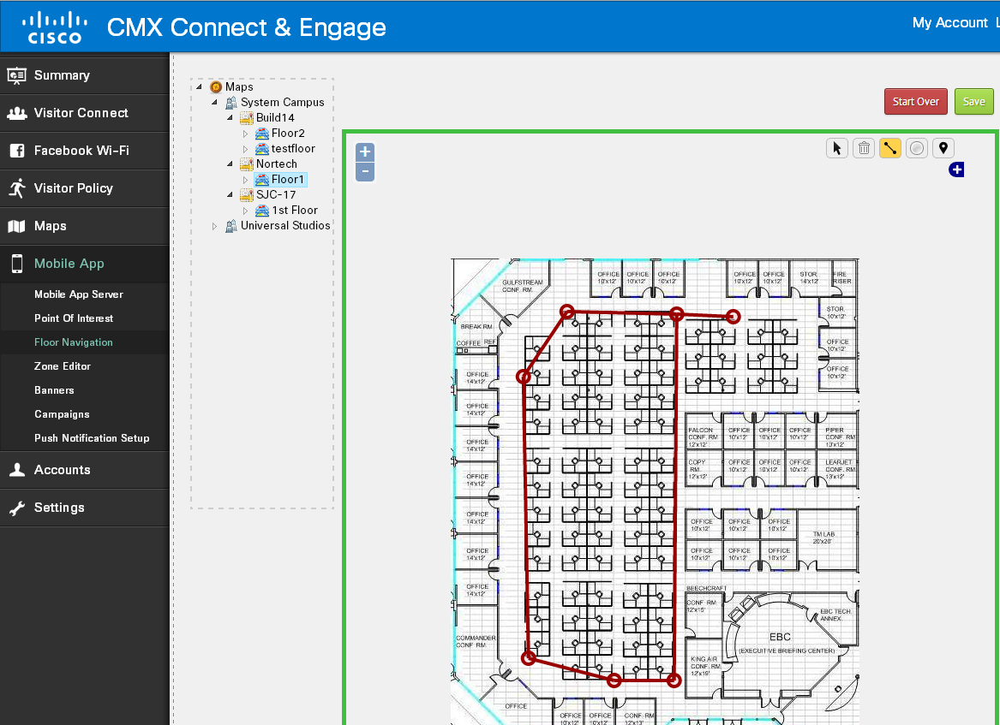 CISCO
CMX Connect & Engage
My Account
Summary
Visitor Connect
Facebook Wi-Fi
Visitor Policy
Maps
Mobile App
Mobile App Server
Point Of Interest
Floor Navigation
Zone Editor
Banners
Campaigns
Push Notification Setup
Accounts
Settings
Maps
System Campus
Build14
Floor2
testfloor
Nortech
Floor1
SJC-17
1st Floor
Universal Studios
Start Over
Save
+
-
GULFSTREAM
CONF. RM.
OFFICE
10'x12'
OFFICE
10'x12'
OFFICE
10'x12'
OFFICE
10'x12'
OFFICE
10'x12'
STOR.
14'x12'
FIRE
RISER
STOR.
10'x12'
OFFICE
10'x12'
OFFICE
10'x12'
BREAK RM.
COFFEE
REF
OFFICE
14'x12'
OFFICE
14'x12'
OFFICE
14'x12'
OFFICE
14'x12'
OFFICE
14'x12'
OFFICE
14'x12'
OFFICE
14'x12'
COMMANDER
CONF RM.
OFFICE
FALCON
CONF. RM
12'x12'
OFFICE
10'x12'
OFFICE
10'x12'
OFFICE
10'x12'
PIPER
CONF. RM
13'x12'
COPY
RM.
12'x12'
OFFICE
10'x12'
OFFICE
10'x12'
OFFICE
10'x12'
LEARJET
CONF. RM.
13'x12'
OFFICE
10'x12'
OFFICE
10'x12'
OFFICE
10'x12'
TM LAB
20'x20'
OFFICE
10'x12'
OFFICE
10'x12'
OFFICE
10'x12'
BEECHCRAFT
CONF RM.
12'x15'
EBC TECH.
ANNEX.
EBC
(EXECUTIVE BRIEFING CENTER)
KING AIR
CONF. RM.
12'x19'
OFFICE
10'x12'
OFFICE
10'x12'
CONF. RM
12'x13'